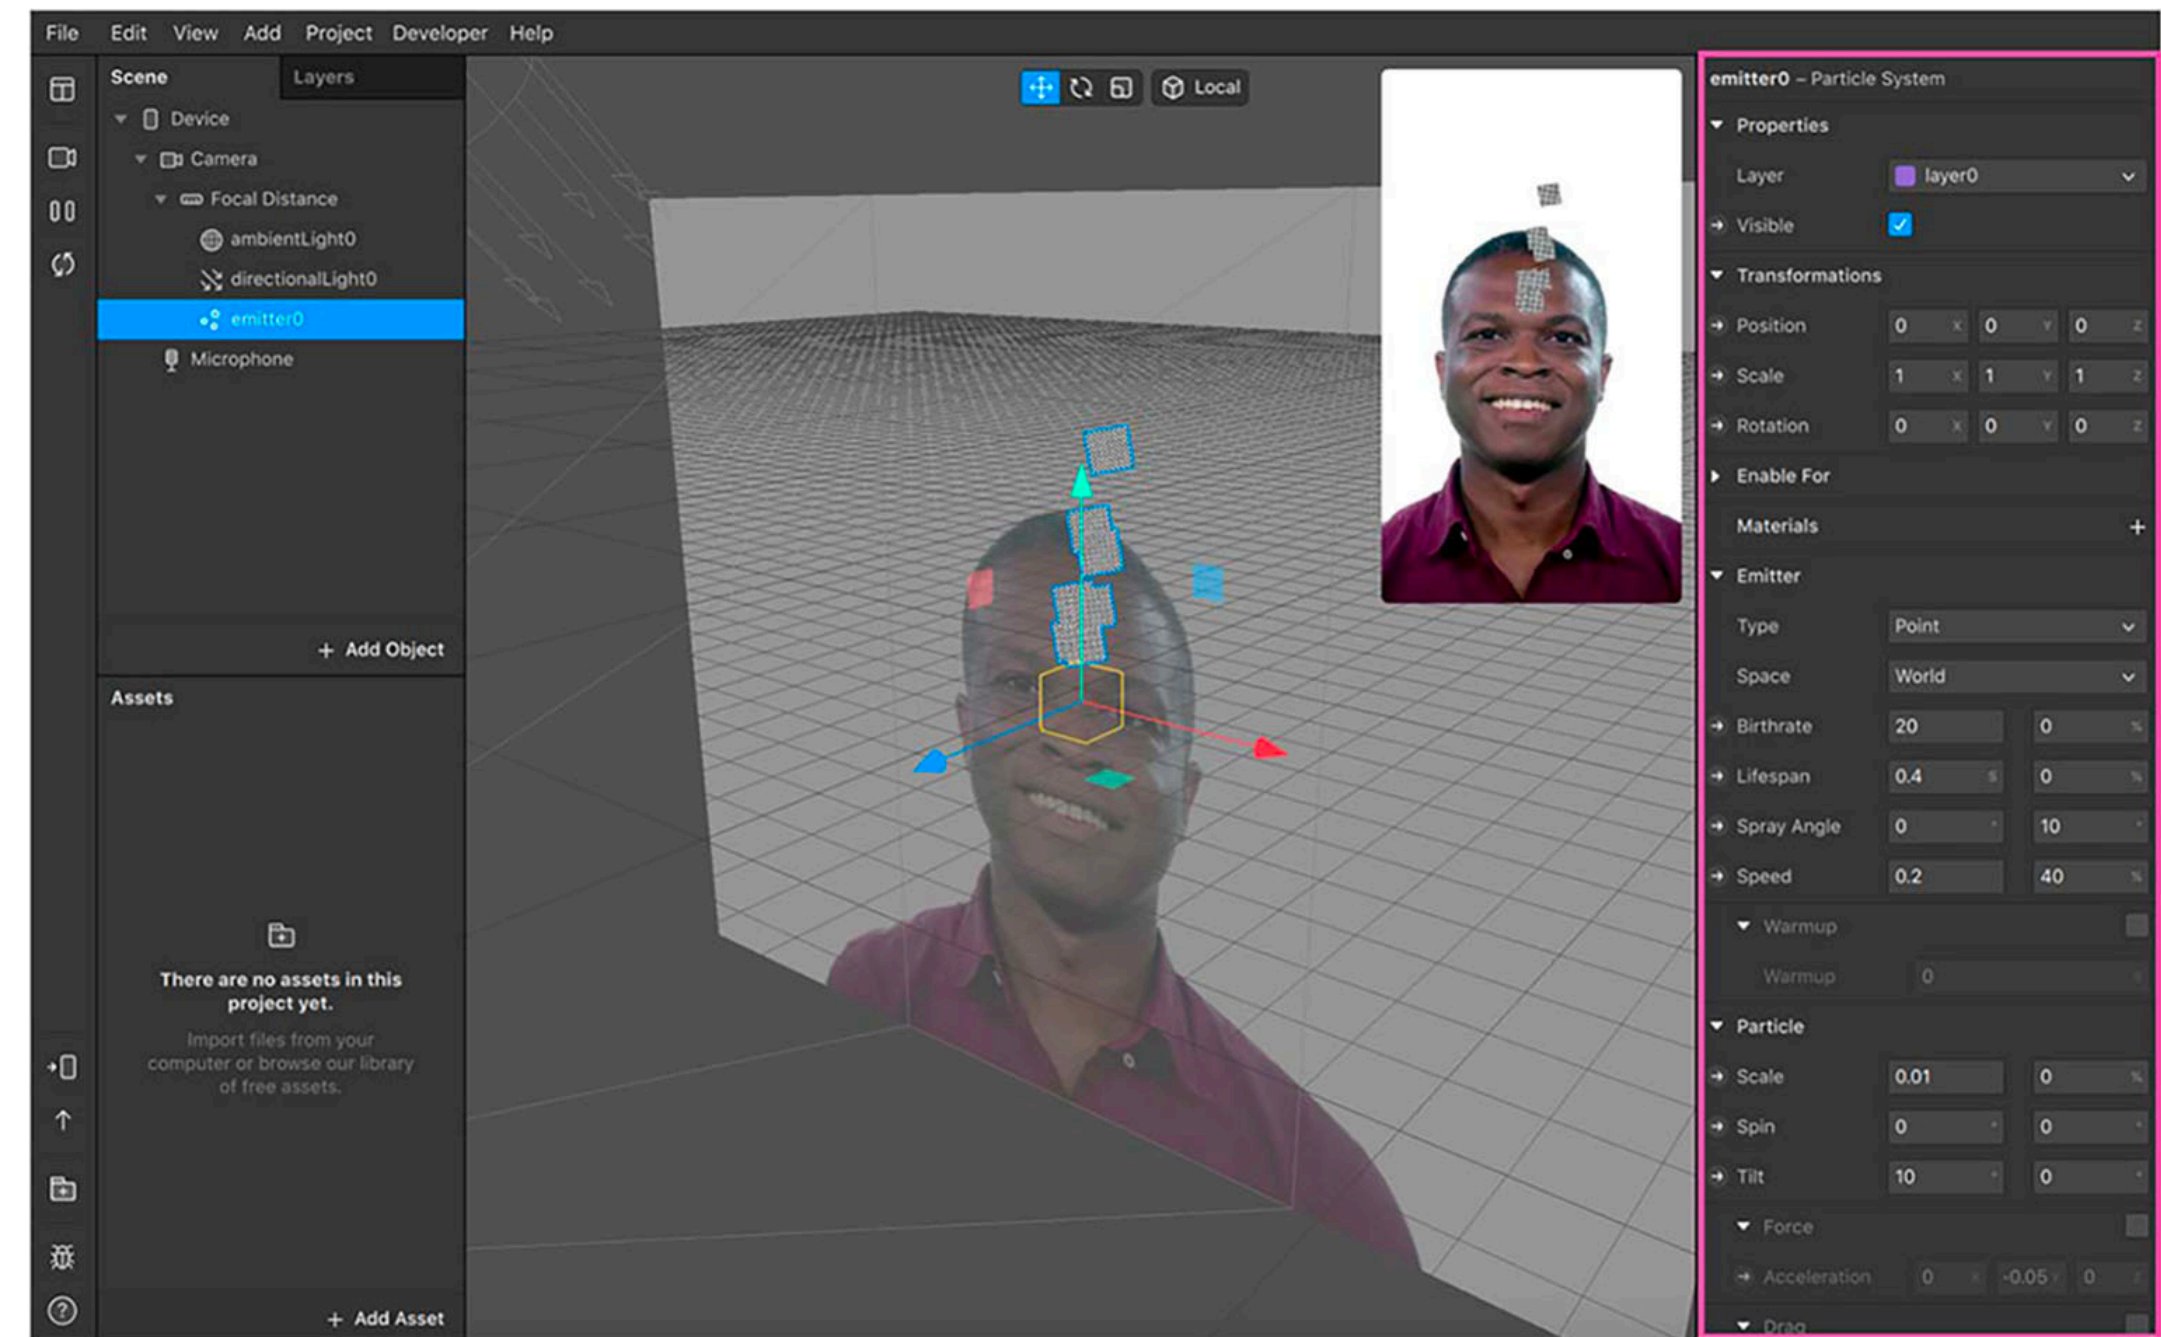 File Edit View Add Project Developer Help
Scene Layers
Device
Camera
Focal Distance
ambientLight0
directionalLight0
emitter0
Microphone
+ Add Object
Assets
There are no assets in this
project yet.
Import files from your
computer or browse our library
of free assets.
+ Add Asset
Local
emitter0 – Particle System
Properties
Layer layer0
Visible
Transformations
Position 0 X 0 Y 0 Z
Scale 1 X 1 Y 1 Z
Rotation 0 X 0 Y 0 Z
Enable For
Materials +
Emitter
Type Point
Space World
Birthrate 20 0 %
Lifespan 0.4 S 0 %
Spray Angle 0 ° 10 °
Speed 0.2 40 %
Warmup
Warmup 0
Particle
Scale 0.01 0 %
Spin 0 ° 0 °
Tilt 10 ° 0 °
Force
Acceleration 0 X -0.05 Y 0 Z
Drag